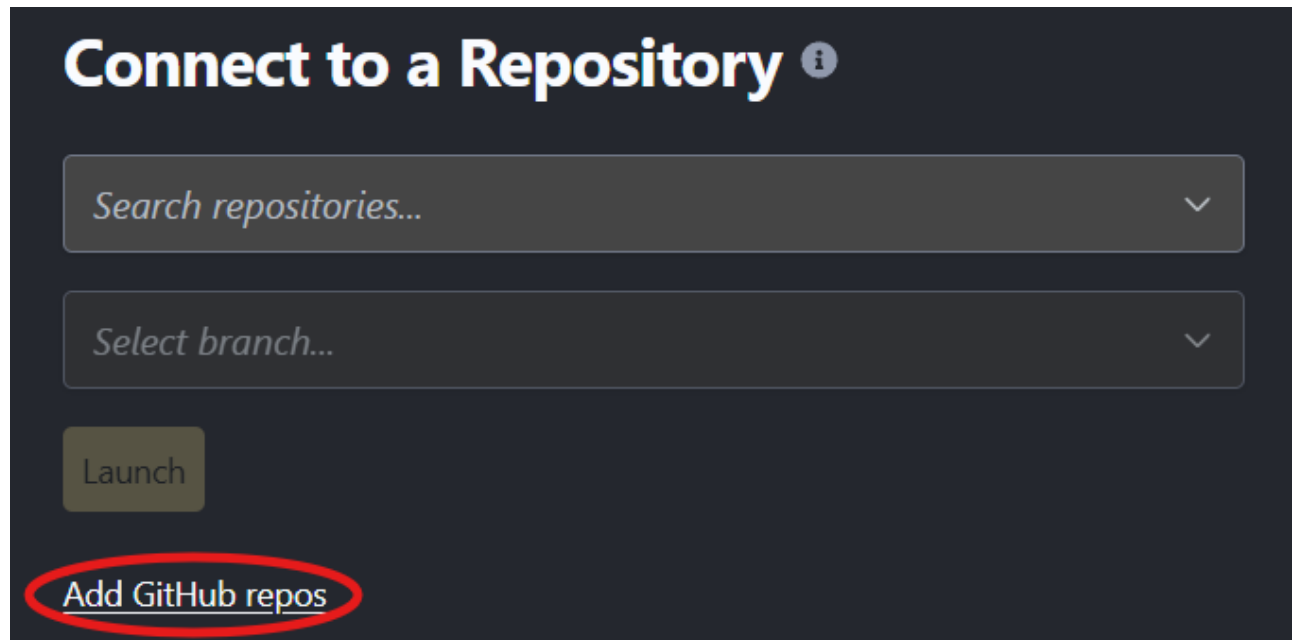 Connect to a Repository
Search repositories...
Select branch...
Launch
Add GitHub repos